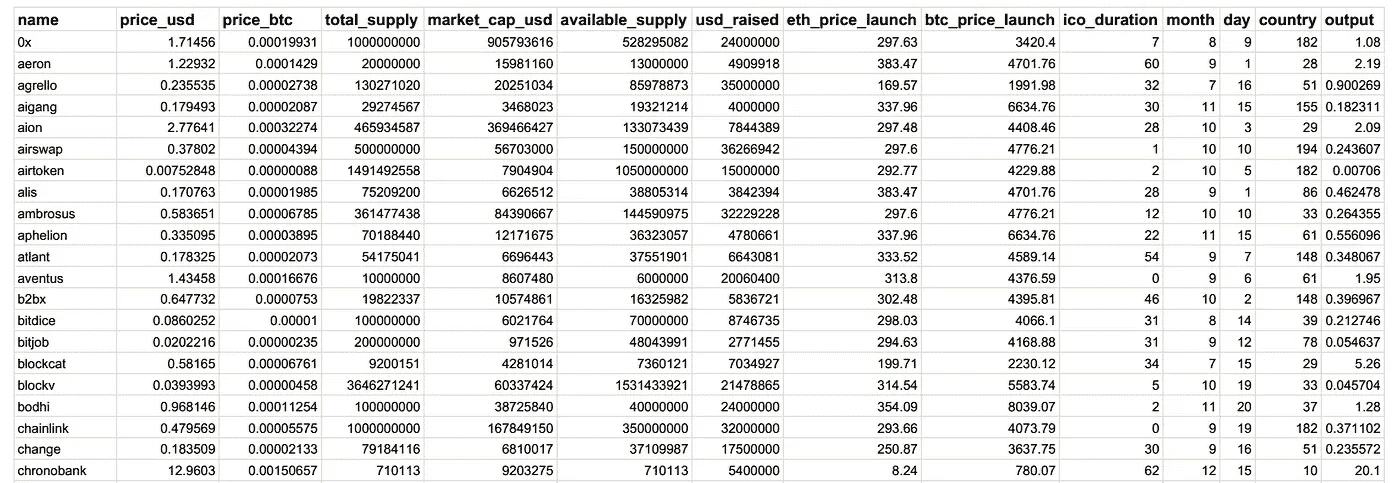 name price_usd price_btc total_supply market_cap_usd available_supply usd_raised eth_price_launch btc_price_launch ico_duration month day country output
0x 1.71456 0.00019931 1000000000 905793616 528295082 24000000 297.63 3420.4 7 8 9 182 1.08
aeron 1.22932 0.0001429 20000000 15981160 13000000 4909918 383.47 4701.76 60 9 1 28 2.19
agrello 0.235535 0.00002738 130271020 20251034 85978873 35000000 169.57 1991.98 32 7 16 51 0.900269
aigang 0.179493 0.00002087 29274567 3468023 19321214 4000000 337.96 6634.76 30 11 15 155 0.182311
aion 2.77641 0.00032274 465934587 369466427 133073439 7844389 297.48 4408.46 28 10 3 29 2.09
airswap 0.37802 0.00004394 500000000 56703000 150000000 36266942 297.6 4776.21 1 10 10 194 0.243607
airtoken 0.00752848 0.00000088 1491492558 7904904 1050000000 15000000 292.77 4229.88 2 10 5 182 0.00706
alis 0.170763 0.00001985 75209200 6626512 38805314 3842394 383.47 4701.76 28 9 1 86 0.462478
ambrosus 0.583651 0.00006785 361477438 84390667 144590975 32229228 297.6 4776.21 12 10 10 33 0.264355
aphelion 0.335095 0.00003895 70188440 12171675 36323057 4780661 337.96 6634.76 22 11 15 61 0.556096
atlant 0.178325 0.00002073 54175041 6696443 37551901 6643081 333.52 4589.14 54 9 7 148 0.348067
aventus 1.43458 0.00016676 10000000 8607480 6000000 20060400 313.8 4376.59 0 9 6 61 1.95
b2bx 0.647732 0.0000753 19822337 10574861 16325982 5836721 302.48 4395.81 46 10 2 148 0.396967
bitdice 0.0860252 0.00001 100000000 6021764 70000000 8746735 298.03 4066.1 31 8 14 39 0.212746
bitjob 0.0202216 0.00000235 200000000 971526 48043991 2771455 294.63 4168.88 31 9 12 78 0.054637
blockcat 0.58165 0.00006761 9200151 4281014 7360121 7034927 199.71 2230.12 34 7 15 29 5.26
blockv 0.0393993 0.00000458 3646271241 60337424 1531433921 21478865 314.54 5583.74 5 10 19 33 0.045704
bodhi 0.968146 0.00011254 100000000 38725840 40000000 24000000 354.09 8039.07 2 11 20 37 1.28
chainlink 0.479569 0.00005575 1000000000 167849150 350000000 32000000 293.66 4073.79 0 9 19 182 0.371102
change 0.183509 0.00002133 79184116 6810017 37109987 17500000 250.87 3637.75 30 9 16 51 0.235572
chronobank 12.9603 0.00150657 710113 9203275 710113 5400000 8.24 780.07 62 12 15 10 20.1